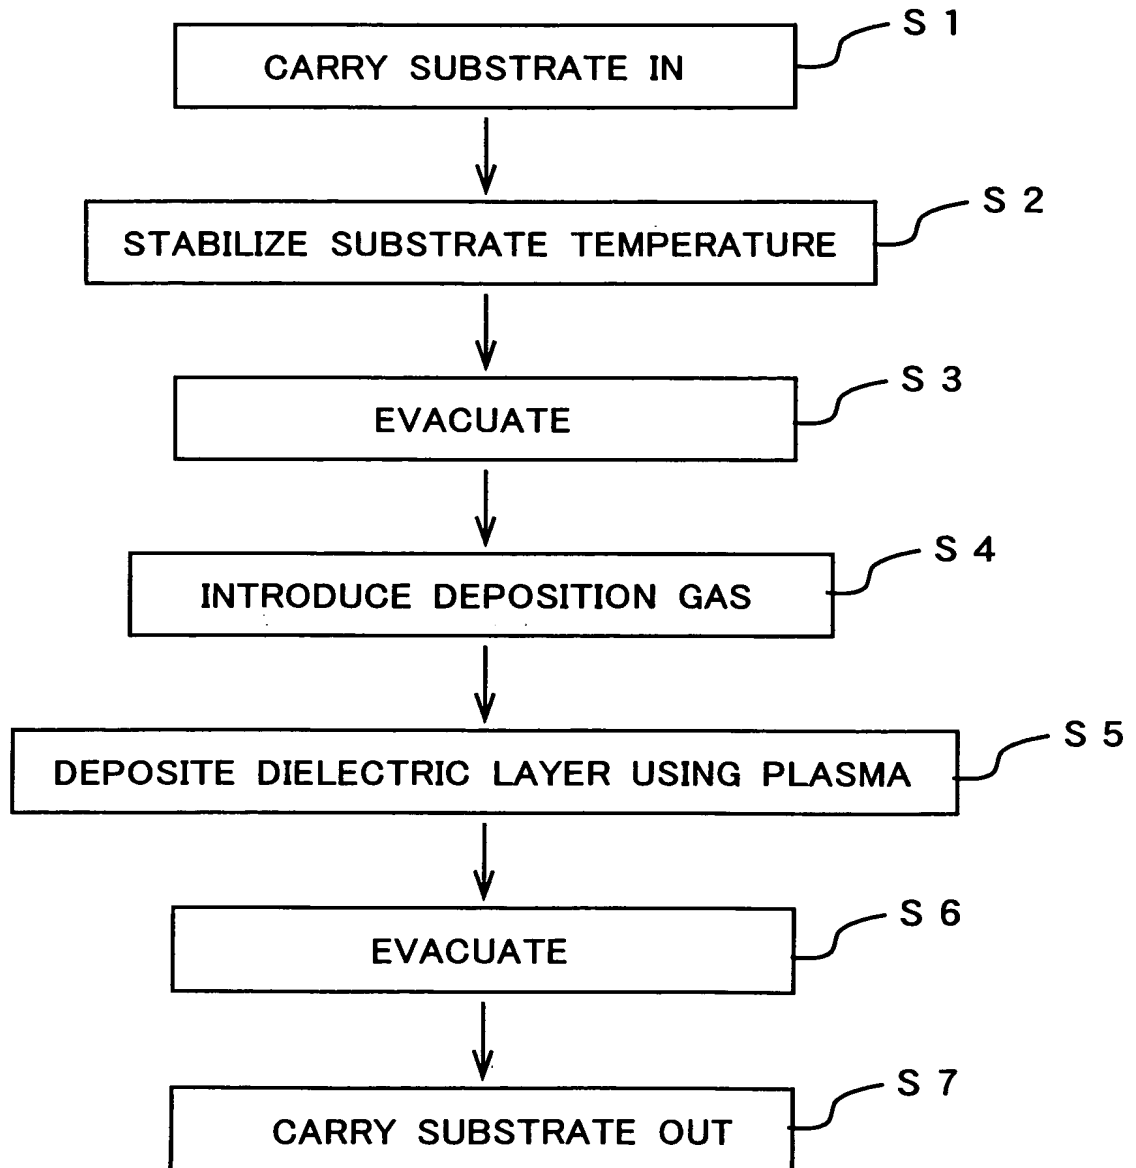 S 1
CARRY SUBSTRATE IN
S 2
STABILIZE SUBSTRATE TEMPERATURE
S 3
EVACUATE
S 4
INTRODUCE DEPOSITION GAS
S 5
DEPOSITE DIELECTRIC LAYER USING PLASMA
S 6
EVACUATE
S 7
CARRY SUBSTRATE OUT